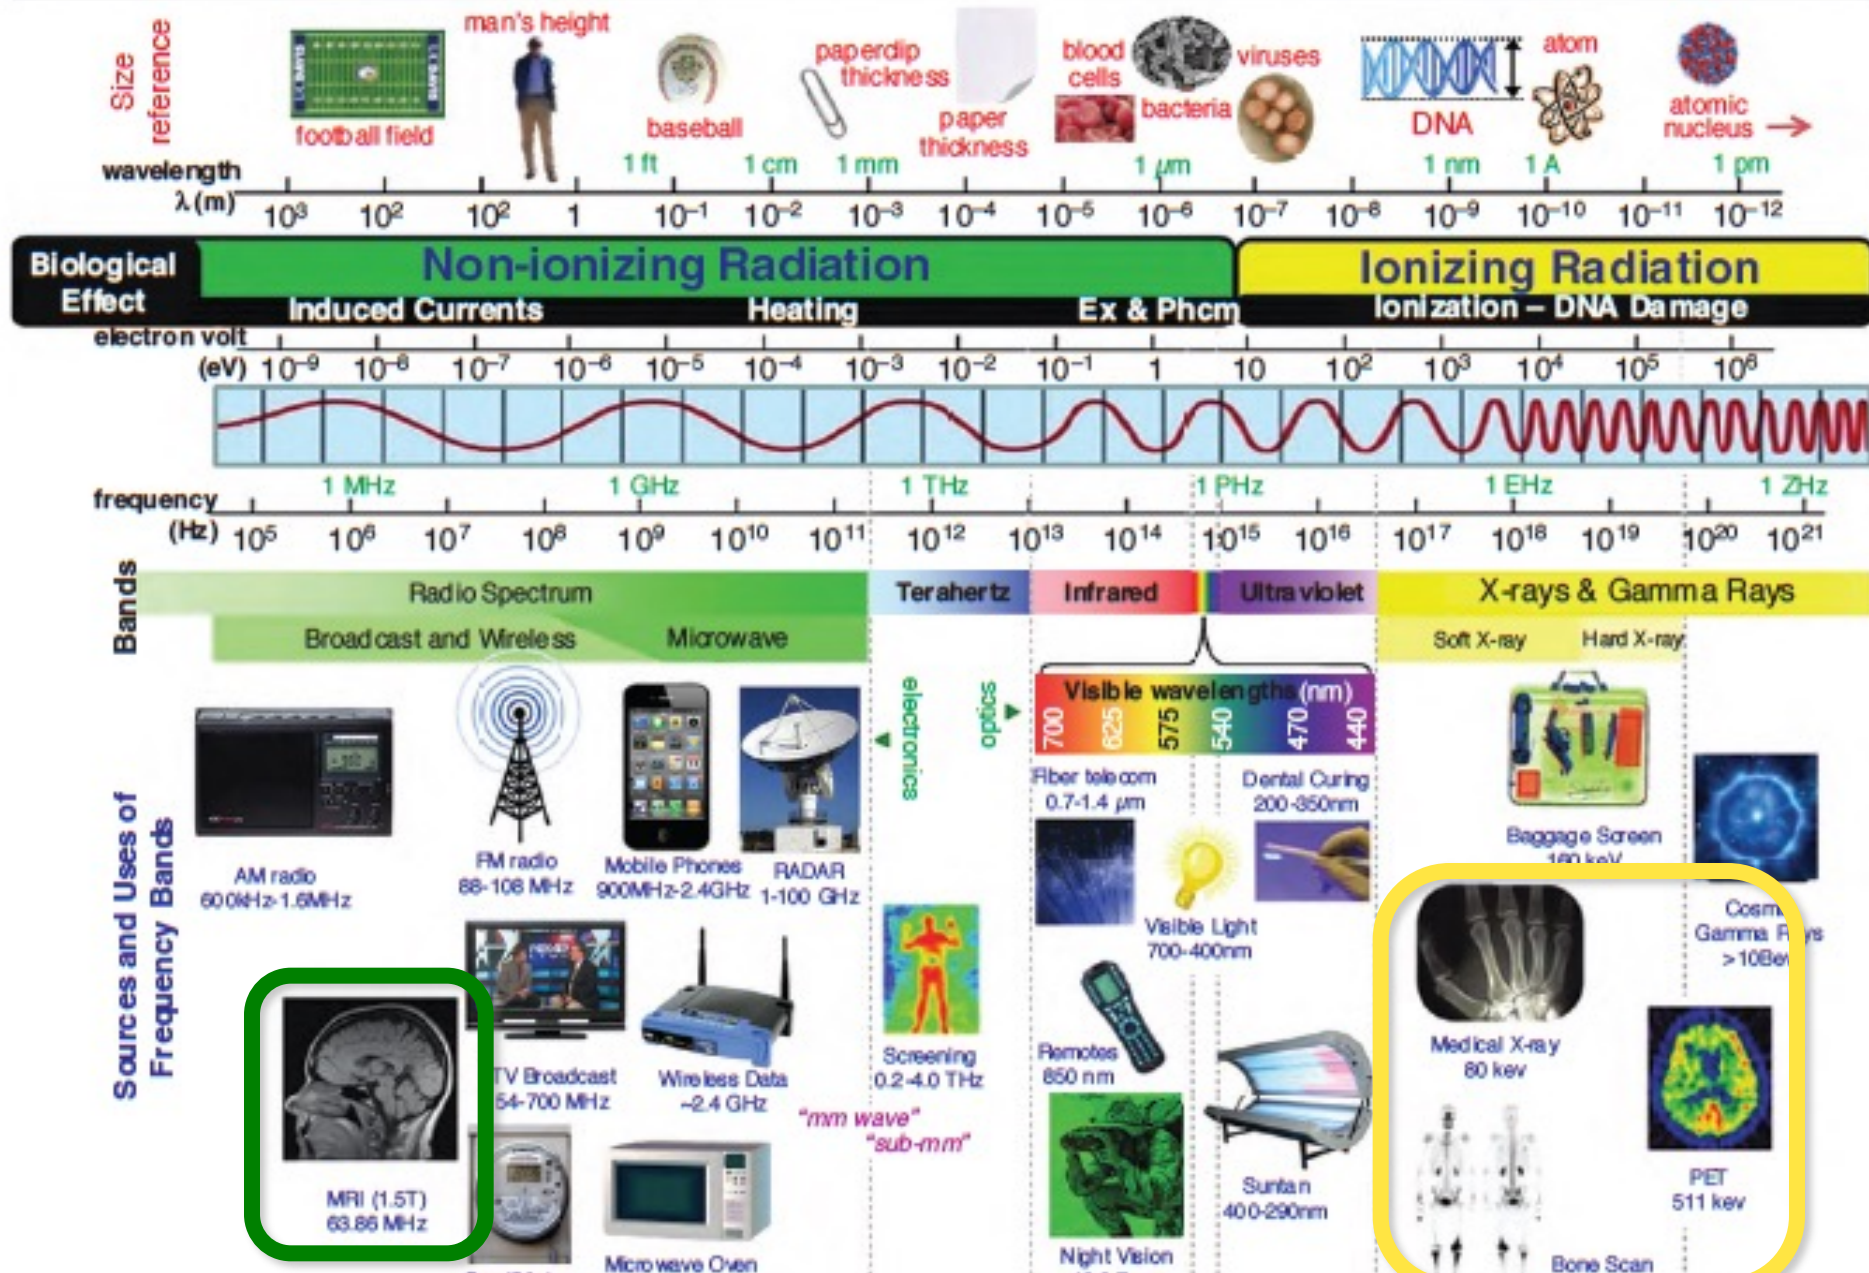 Size
reference
football field
man's height
baseball
paperclip
thickness
paper
thickness
blood
cells
bacteria
viruses
DNA
atom
atomic
nucleus
1 ft 1 cm 1 mm 1 µm 1 nm 1 A 1 pm
wavelength
λ (m) 10³ 10² 10² 1 10⁻¹ 10⁻² 10⁻³ 10⁻⁴ 10⁻⁵ 10⁻⁶ 10⁻⁷ 10⁻⁸ 10⁻⁹ 10⁻¹⁰ 10⁻¹¹ 10⁻¹²
Biological
Effect
Non-ionizing Radiation
Ionizing Radiation
Induced Currents Heating Ex & Phcm Ionization – DNA Damage
electron volt
(eV) 10⁻⁹ 10⁻⁸ 10⁻⁷ 10⁻⁶ 10⁻⁵ 10⁻⁴ 10⁻³ 10⁻² 10⁻¹ 1 10 10² 10³ 10⁴ 10⁵ 10⁶
1 MHz 1 GHz 1 THz 1 PHz 1 EHz 1 ZHz
frequency
(Hz) 10⁵ 10⁶ 10⁷ 10⁸ 10⁹ 10¹⁰ 10¹¹ 10¹² 10¹³ 10¹⁴ 10¹⁵ 10¹⁶ 10¹⁷ 10¹⁸ 10¹⁹ 10²⁰ 10²¹
Bands
Radio Spectrum Terahertz Infrared Ultraviolet X-rays & Gamma Rays
Broadcast and Wireless Microwave Soft X-ray Hard X-ray
electronics
optics
Visible wavelengths (nm)
700 625 575 540 470 440
Sources and Uses of
Frequency Bands
AM radio
600kHz-1.6MHz
FM radio
88-108 MHz
Mobile Phones
900MHz-2.4GHz
RADAR
1-100 GHz
Fiber telecom
0.7-1.4 µm
Dental Curing
200-350nm
Baggage Screen
160 keV
Visible Light
700-400nm
Gamma Rays
>10Bev
TV Broadcast
54-700 MHz
Wireless Data
~2.4 GHz
Screening
0.2-4.0 THz
"mm wave"
"sub-mm"
Remotes
850 nm
Medical X-ray
80 kev
MRI (1.5T)
63.86 MHz
Microwave Oven
Night Vision
Suntan
400-290nm
PET
511 kev
Bone Scan